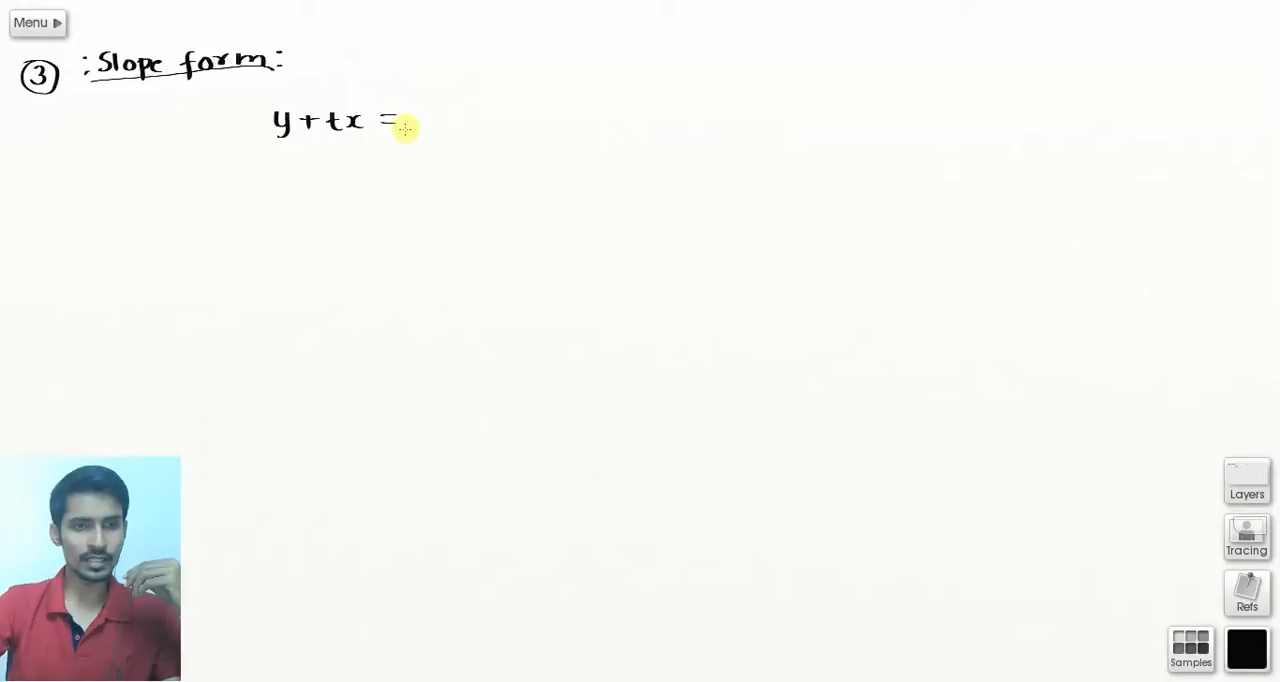 Menu
③ : Slope form :
y + tx =
Layers
Tracing
Refs
Samples